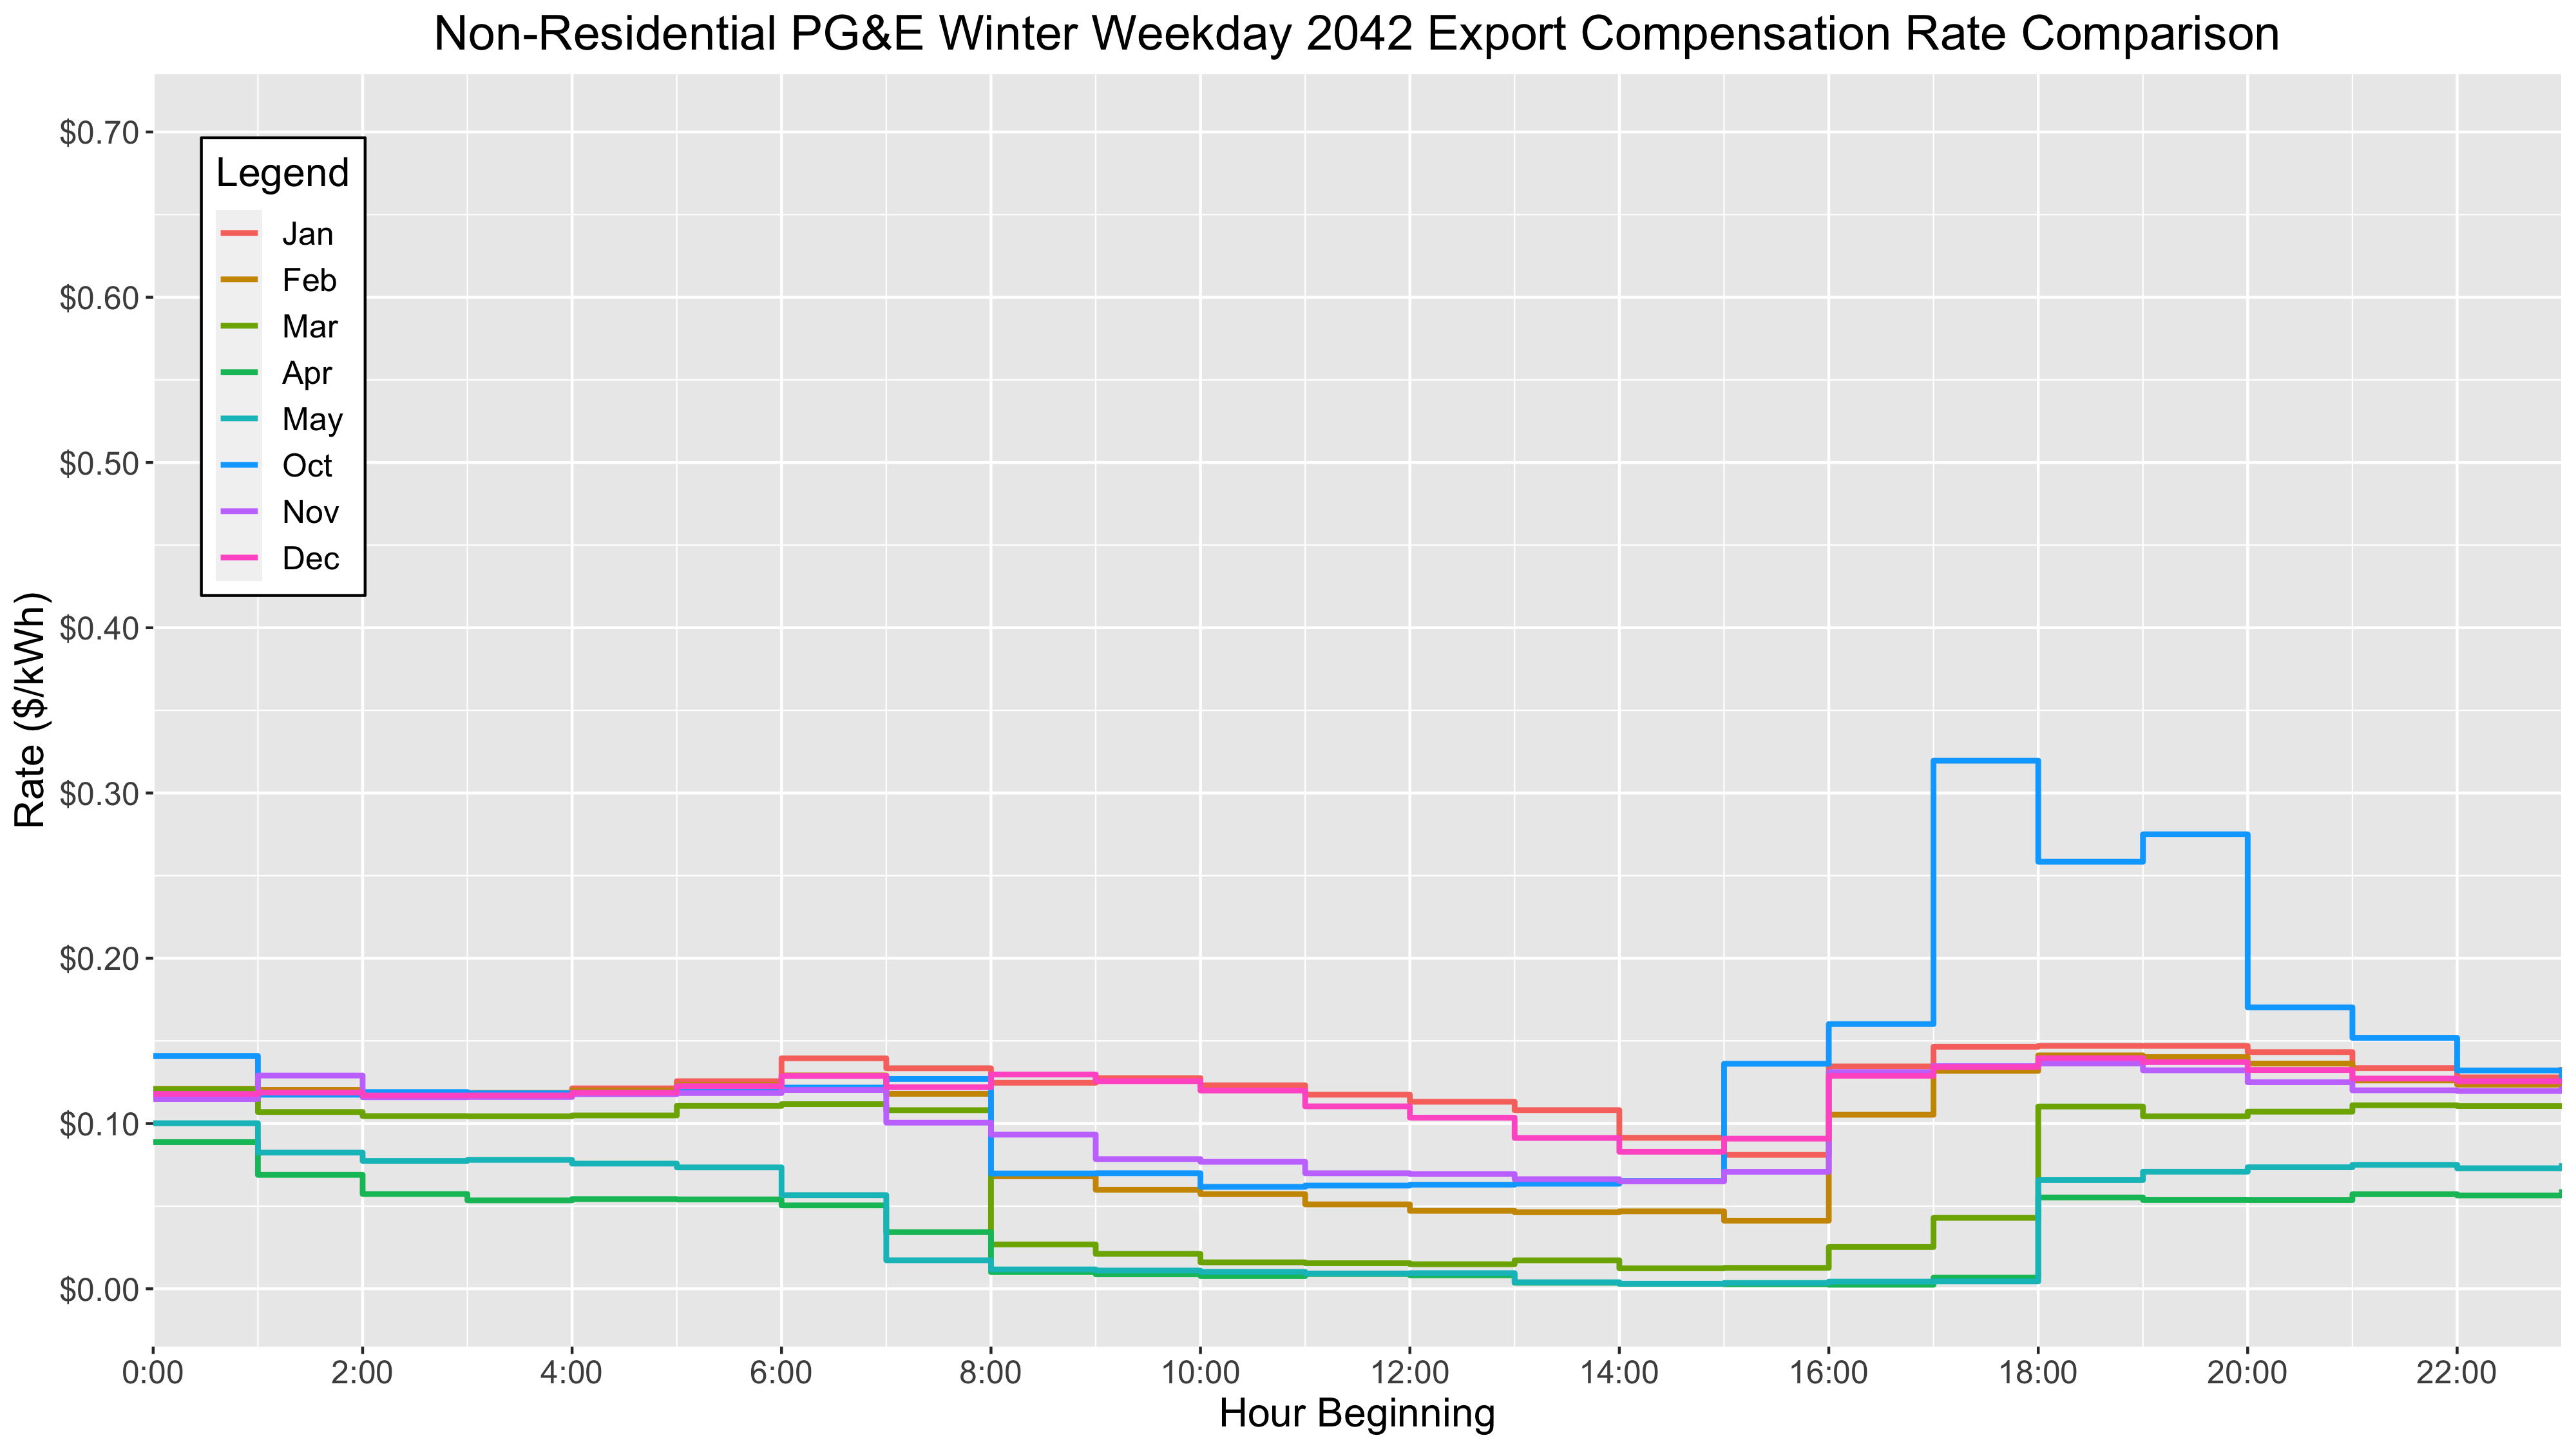 Non-Residential PG&E Winter Weekday 2042 Export Compensation Rate Comparison
$0.70
$0.60
$0.50
$0.40
$0.30
$0.20
$0.10
$0.00
Rate ($/kWh)
Legend
Jan
Feb
Mar
Apr
May
Oct
Nov
Dec
0:00 2:00 4:00 6:00 8:00 10:00 12:00 14:00 16:00 18:00 20:00 22:00
Hour Beginning